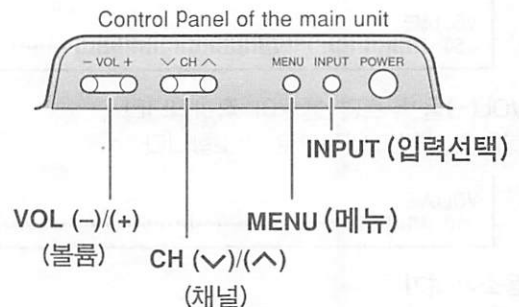 Control Panel of the main unit
− VOL + ∨ CH ∧ MENU INPUT POWER
INPUT (입력선택)
VOL (−)/(+) MENU (메뉴)
(볼륨) CH (∨)/(∧)
(채널)